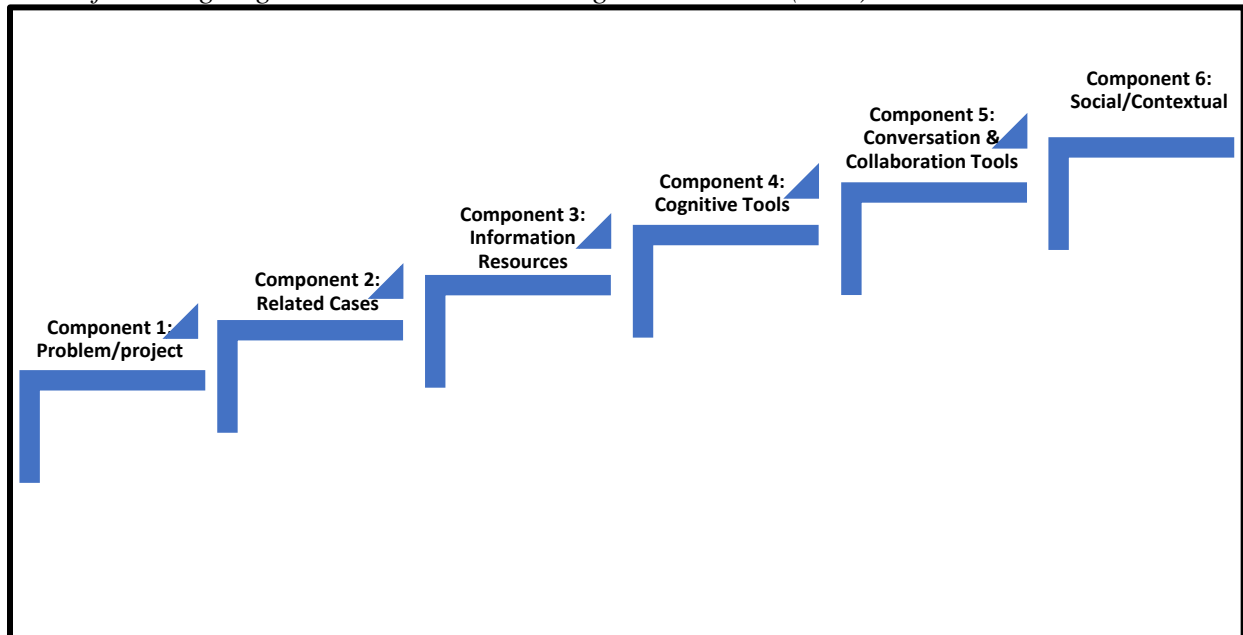 Component 1:
Problem/project
Component 2:
Related Cases
Component 3:
Information
Resources
Component 4:
Cognitive Tools
Component 5:
Conversation &
Collaboration Tools
Component 6:
Social/Contextual